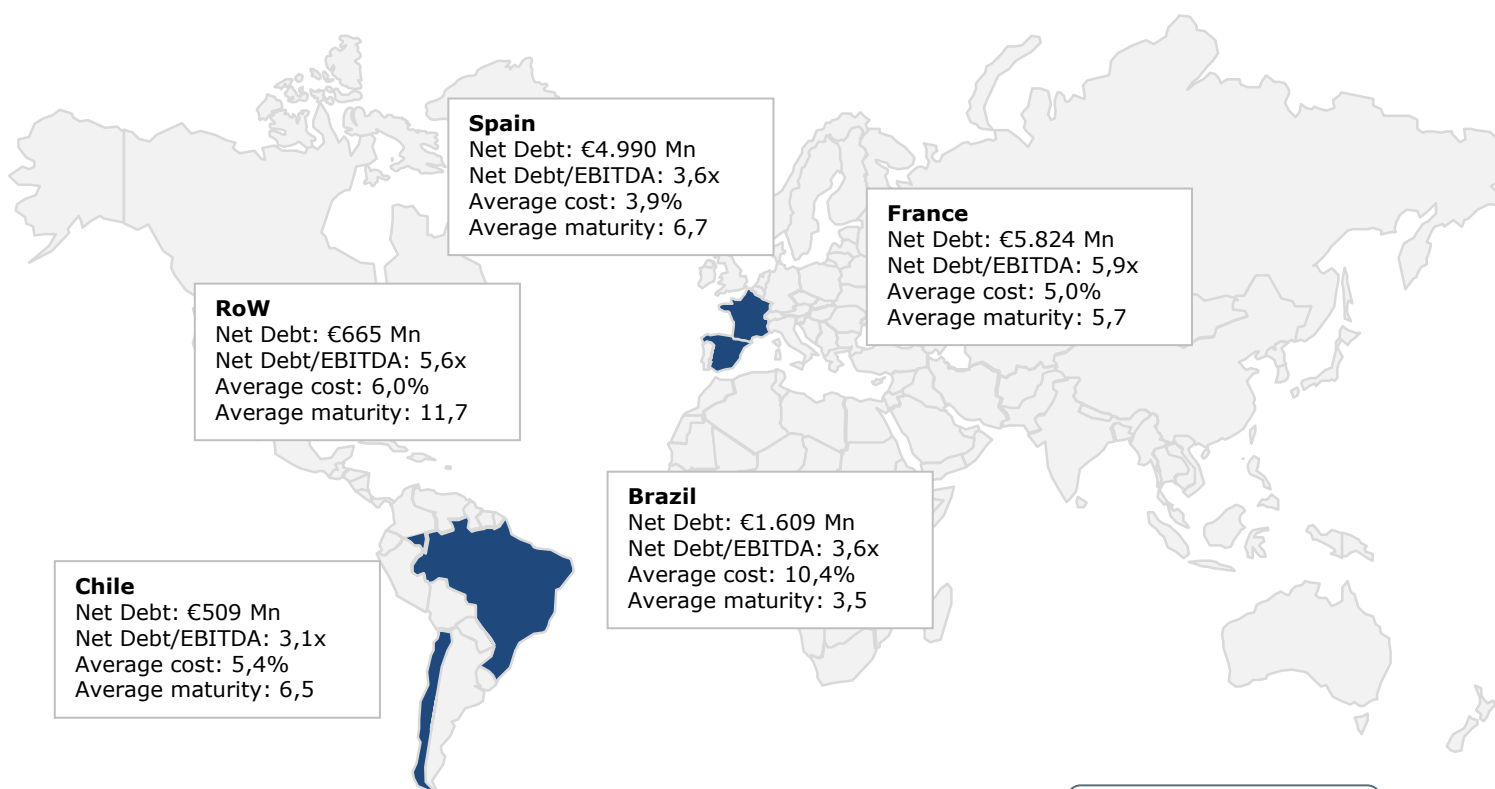 Spain
Net Debt: €4.990 Mn
Net Debt/EBITDA: 3,6x
Average cost: 3,9%
Average maturity: 6,7
France
Net Debt: €5.824 Mn
Net Debt/EBITDA: 5,9x
Average cost: 5,0%
Average maturity: 5,7
RoW
Net Debt: €665 Mn
Net Debt/EBITDA: 5,6x
Average cost: 6,0%
Average maturity: 11,7
Brazil
Net Debt: €1.609 Mn
Net Debt/EBITDA: 3,6x
Average cost: 10,4%
Average maturity: 3,5
Chile
Net Debt: €509 Mn
Net Debt/EBITDA: 3,1x
Average cost: 5,4%
Average maturity: 6,5